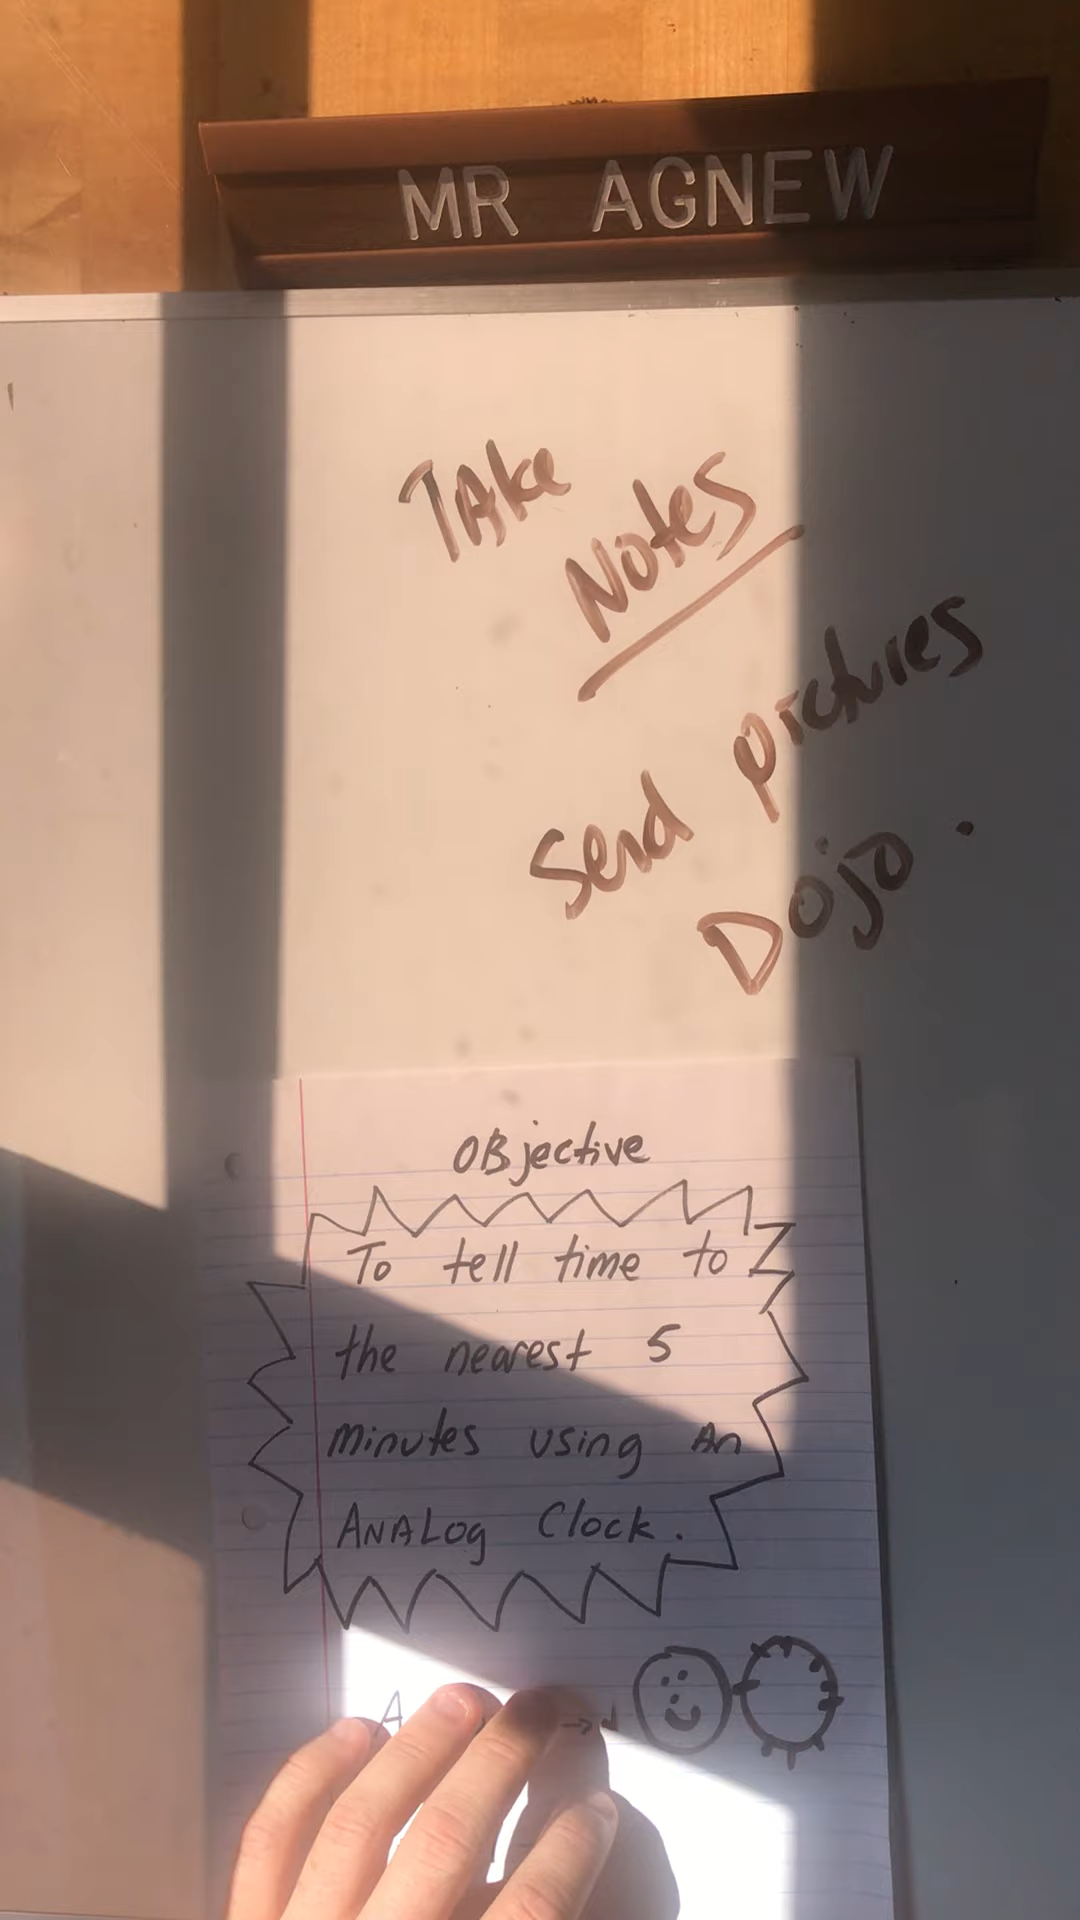 MR AGNEW
TAke
Notes
Send pictures
Dojo.
OBjective
To tell time to
the nearest 5
minutes using An
ANALog Clock.
A